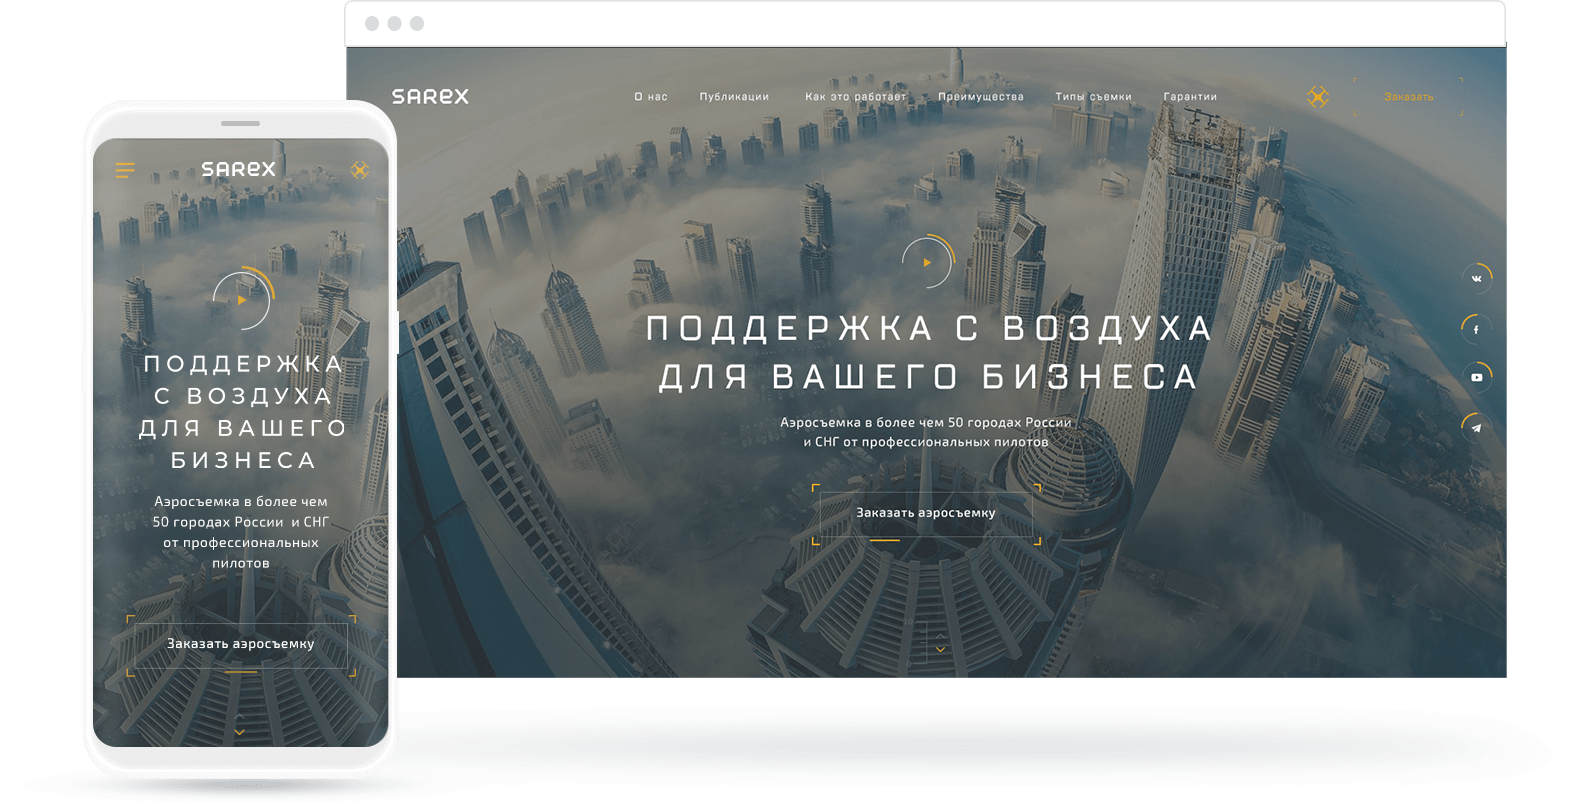 SAREX
О нас Публикации Как это работает Преимущества Типы съемки Гарантии Заказать
ПОДДЕРЖКА С ВОЗДУХА
ДЛЯ ВАШЕГО БИЗНЕСА
Аэросъемка в более чем 50 городах России
и СНГ от профессиональных пилотов
Заказать аэросъемку
SAREX
ПОДДЕРЖКА
С ВОЗДУХА
ДЛЯ ВАШЕГО
БИЗНЕСА
Аэросъемка в более чем
50 городах России и СНГ
от профессиональных
пилотов
Заказать аэросъемку